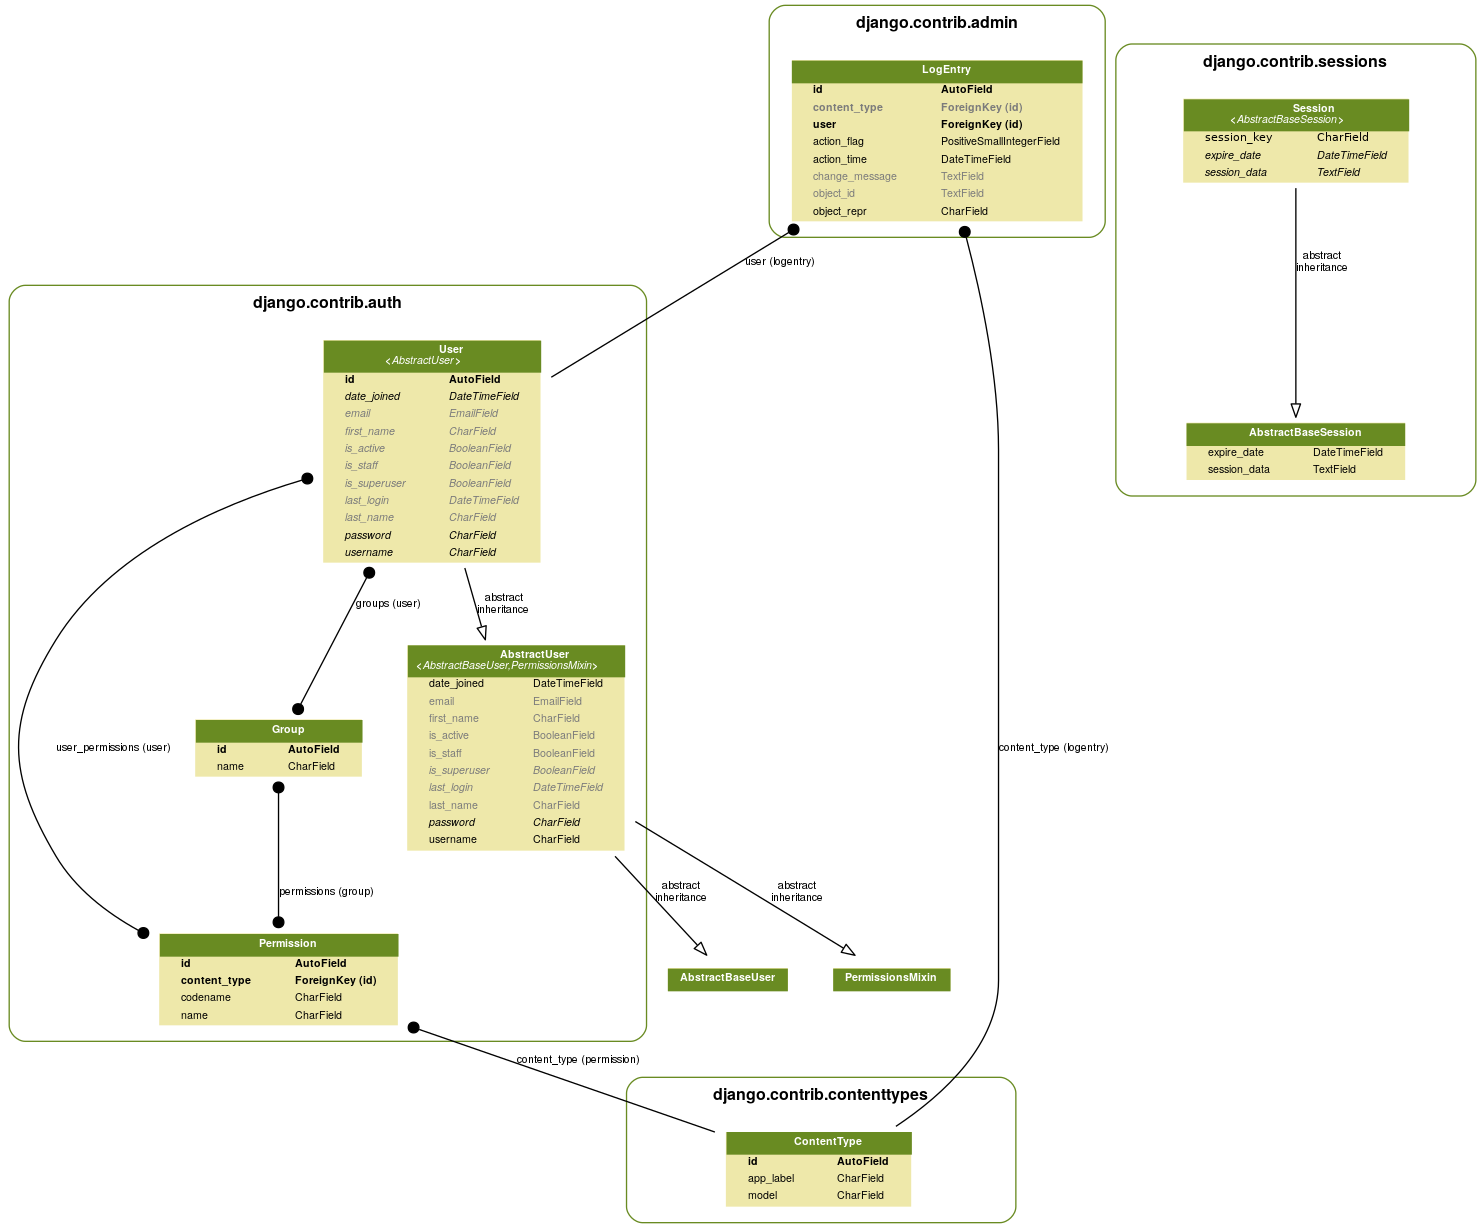 django.contrib.admin
LogEntry
id AutoField
content_type ForeignKey (id)
user ForeignKey (id)
action_flag PositiveSmallIntegerField
action_time DateTimeField
change_message TextField
object_id TextField
object_repr CharField
django.contrib.sessions
Session
<AbstractBaseSession>
session_key CharField
expire_date DateTimeField
session_data TextField
abstract
inheritance
AbstractBaseSession
expire_date DateTimeField
session_data TextField
user (logentry)
django.contrib.auth
User
<AbstractUser>
id AutoField
date_joined DateTimeField
email EmailField
first_name CharField
is_active BooleanField
is_staff BooleanField
is_superuser BooleanField
last_login DateTimeField
last_name CharField
password CharField
username CharField
groups (user)
abstract
inheritance
AbstractUser
<AbstractBaseUser,PermissionsMixin>
date_joined DateTimeField
email EmailField
first_name CharField
is_active BooleanField
is_staff BooleanField
is_superuser BooleanField
last_login DateTimeField
last_name CharField
password CharField
username CharField
user_permissions (user)
Group
id AutoField
name CharField
content_type (logentry)
permissions (group)
abstract
inheritance
abstract
inheritance
Permission
id AutoField
content_type ForeignKey (id)
codename CharField
name CharField
AbstractBaseUser
PermissionsMixin
content_type (permission)
django.contrib.contenttypes
ContentType
id AutoField
app_label CharField
model CharField